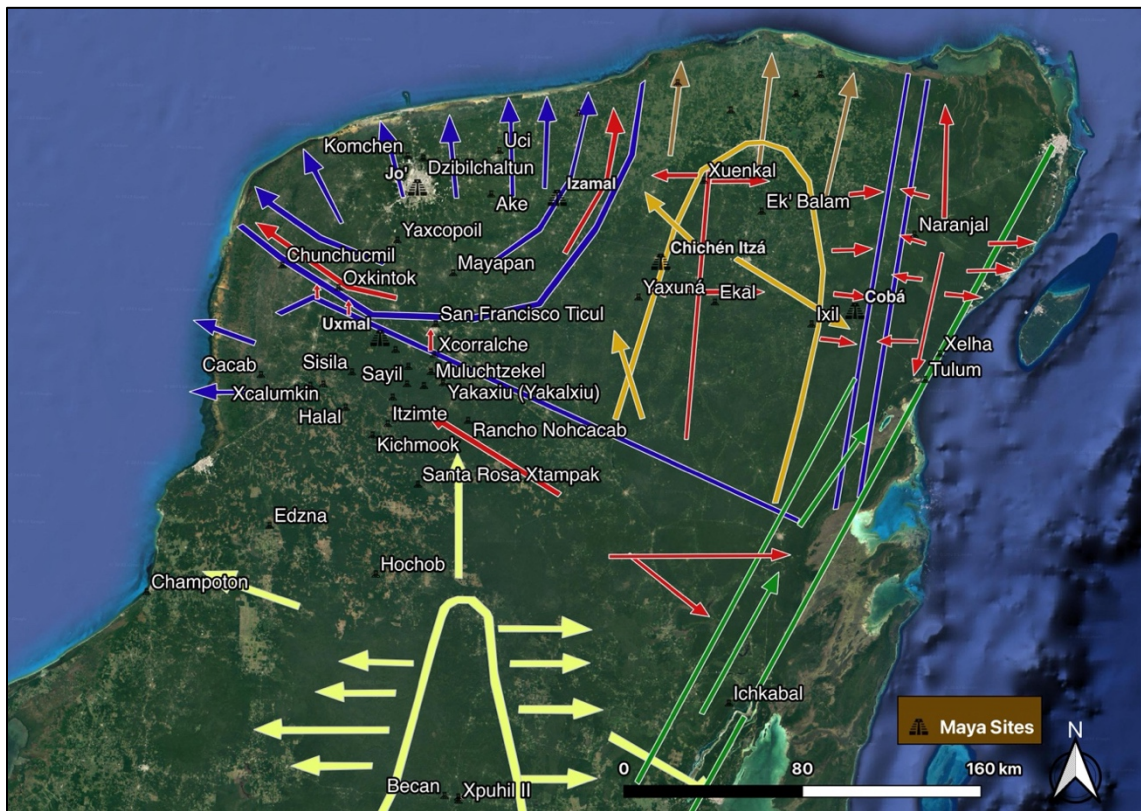 Komchen
Uci
Dzibilchaltun
Jo'
Izamal
Ake
Xuenkal
Ek' Balam
Yaxcopoil
Naranjal
Chunchucmil
Mayapan
Chichén Itzá
Oxkintok
Yaxuná
Ekal
Cobá
Ixil
San Francisco Ticul
Uxmal
Xcorralche
Xelha
Cacab
Sisila
Sayil
Muluchtzekel
Tulum
Xcalumkin
Yakaxiu (Yakalxiu)
Halal
Itzimte
Rancho Nohcacab
Kichmook
Santa Rosa Xtampak
Edzna
Hochob
Champoton
Ichkabal
Maya Sites
N
0
80
160 km
Becan
Xpuhil II